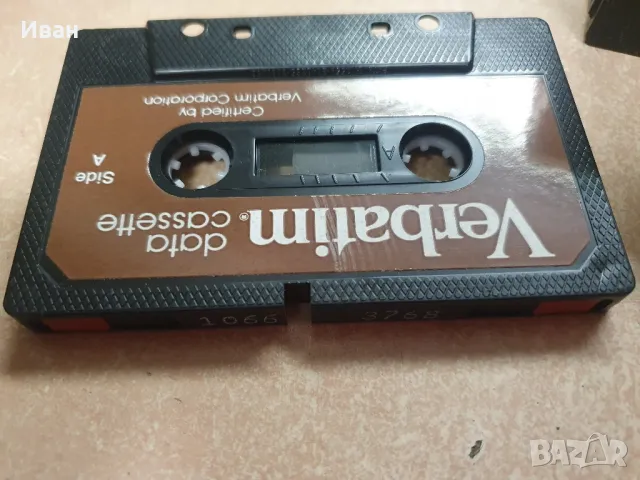 Иван
Verbatim®
data
cassette
Side
A
A
Certified by
Verbatim Corporation
1066 3768
BAZAR